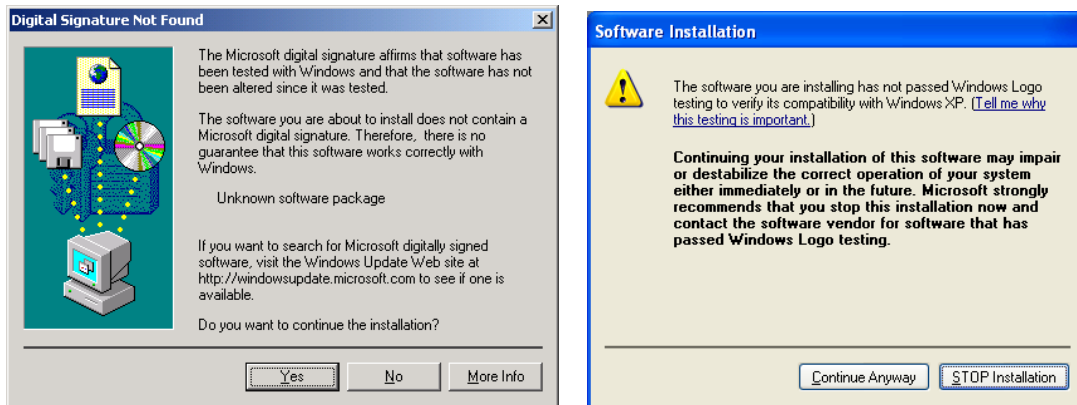 Digital Signature Not Found
The Microsoft digital signature affirms that software has
been tested with Windows and that the software has not
been altered since it was tested.
The software you are about to install does not contain a
Microsoft digital signature. Therefore, there is no
guarantee that this software works correctly with
Windows.
Unknown software package
If you want to search for Microsoft digitally signed
software, visit the Windows Update Web site at
http://windowsupdate.microsoft.com to see if one is
available.
Do you want to continue the installation?
Yes
No
More Info
Software Installation
The software you are installing has not passed Windows Logo
testing to verify its compatibility with Windows XP. (Tell me why
this testing is important.)
Continuing your installation of this software may impair
or destabilize the correct operation of your system
either immediately or in the future. Microsoft strongly
recommends that you stop this installation now and
contact the software vendor for software that has
passed Windows Logo testing.
Continue Anyway
STOP Installation